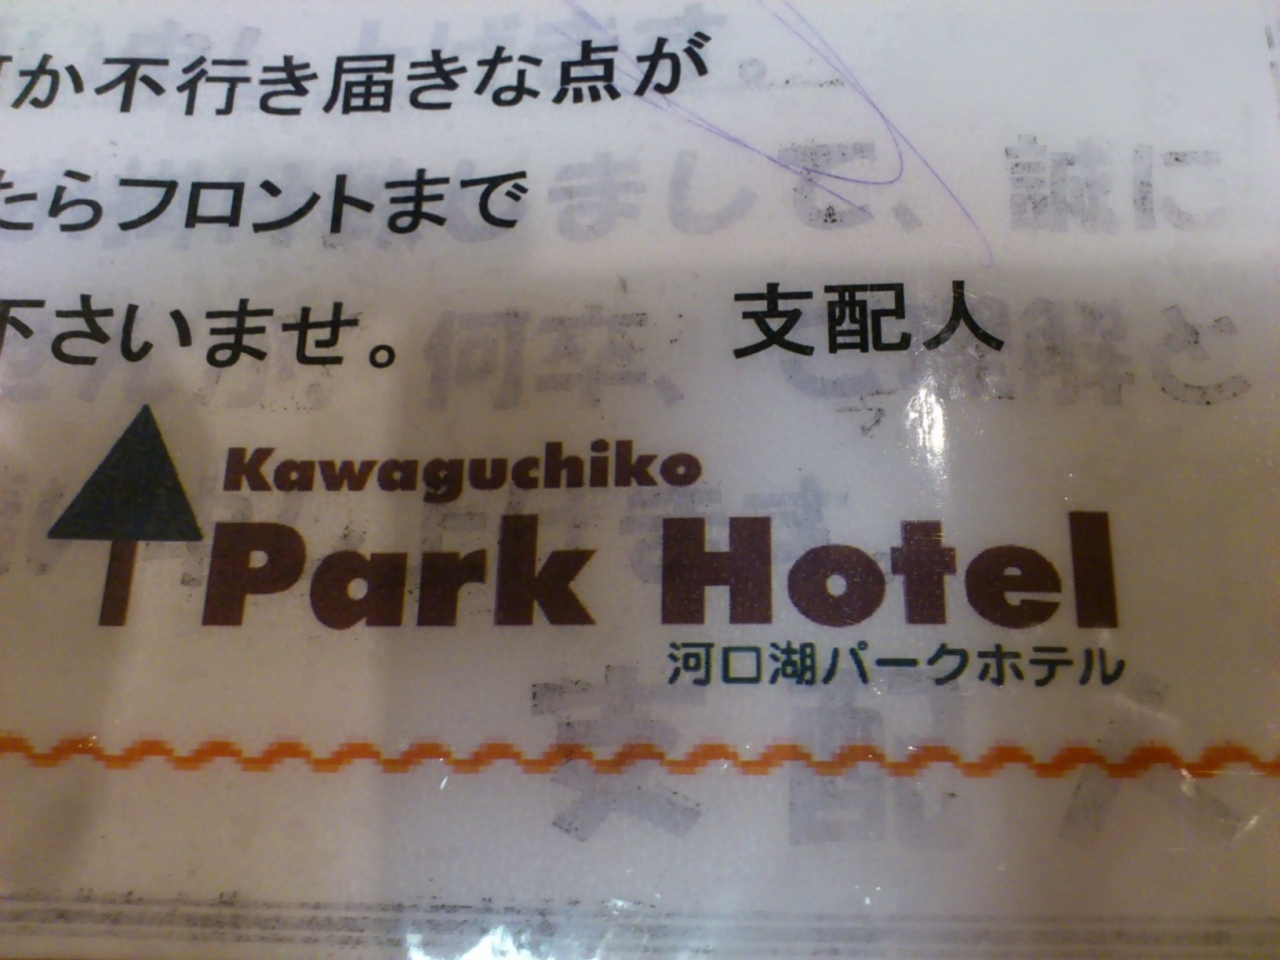 か不行き届きな点が
たらフロントまで
下さいませ。
支配人
Kawaguchiko
Park Hotel
河口湖パークホテル